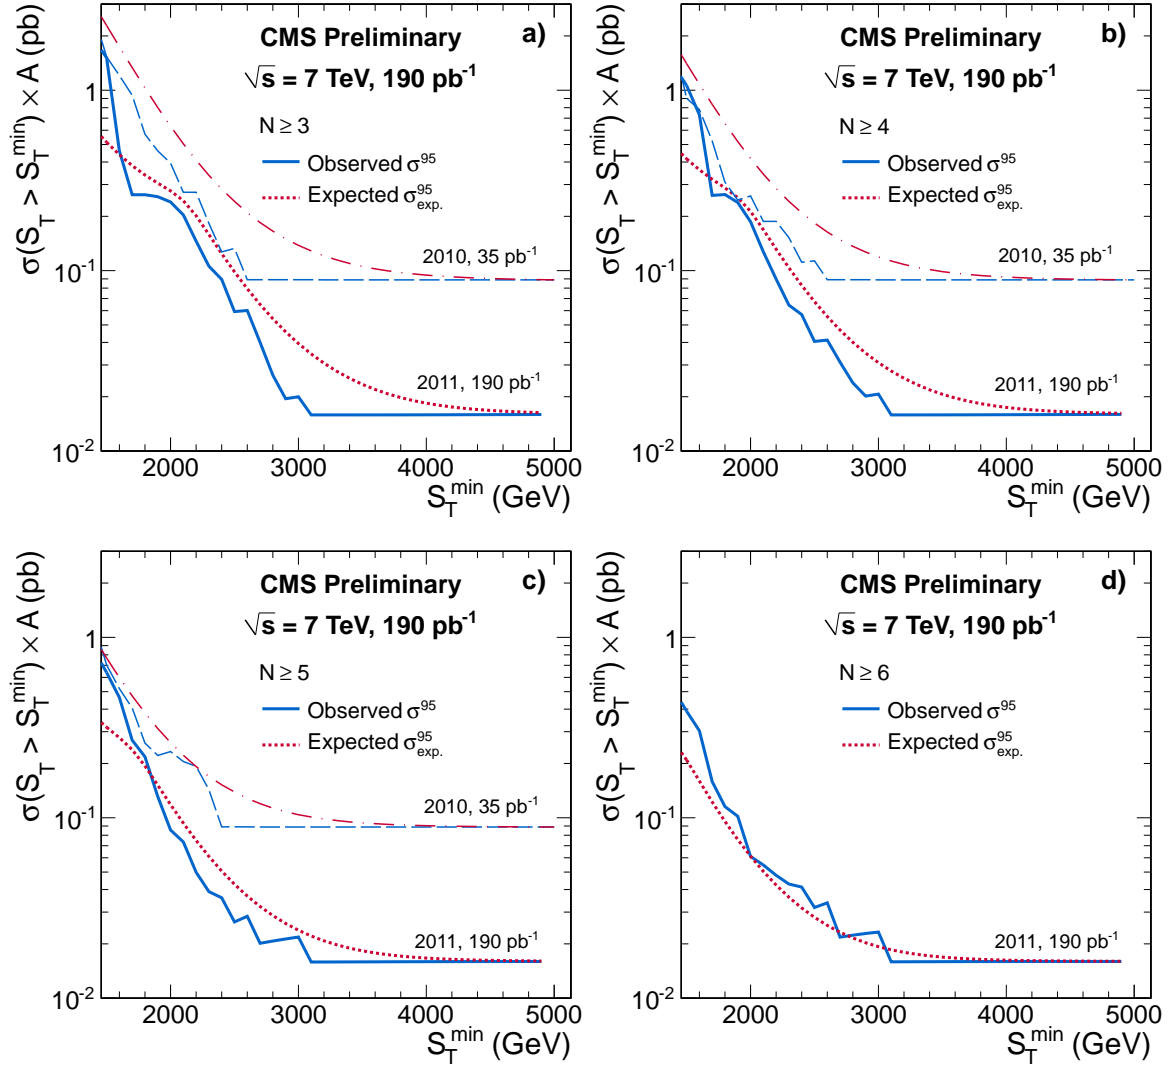 CMS Preliminary
a)
√s = 7 TeV, 190 pb⁻¹
N ≥ 3
Observed σ⁹⁵
Expected σ⁹⁵exp.
2010, 35 pb⁻¹
2011, 190 pb⁻¹
1
10⁻¹
10⁻²
2000 3000 4000 5000
S_T^min (GeV)
σ(S_T > S_T^min) × A (pb)
CMS Preliminary
b)
√s = 7 TeV, 190 pb⁻¹
N ≥ 4
Observed σ⁹⁵
Expected σ⁹⁵exp.
2010, 35 pb⁻¹
2011, 190 pb⁻¹
1
10⁻¹
10⁻²
2000 3000 4000 5000
S_T^min (GeV)
σ(S_T > S_T^min) × A (pb)
CMS Preliminary
c)
√s = 7 TeV, 190 pb⁻¹
N ≥ 5
Observed σ⁹⁵
Expected σ⁹⁵exp.
2010, 35 pb⁻¹
2011, 190 pb⁻¹
1
10⁻¹
10⁻²
2000 3000 4000 5000
S_T^min (GeV)
σ(S_T > S_T^min) × A (pb)
CMS Preliminary
d)
√s = 7 TeV, 190 pb⁻¹
N ≥ 6
Observed σ⁹⁵
Expected σ⁹⁵exp.
2011, 190 pb⁻¹
1
10⁻¹
10⁻²
2000 3000 4000 5000
S_T^min (GeV)
σ(S_T > S_T^min) × A (pb)